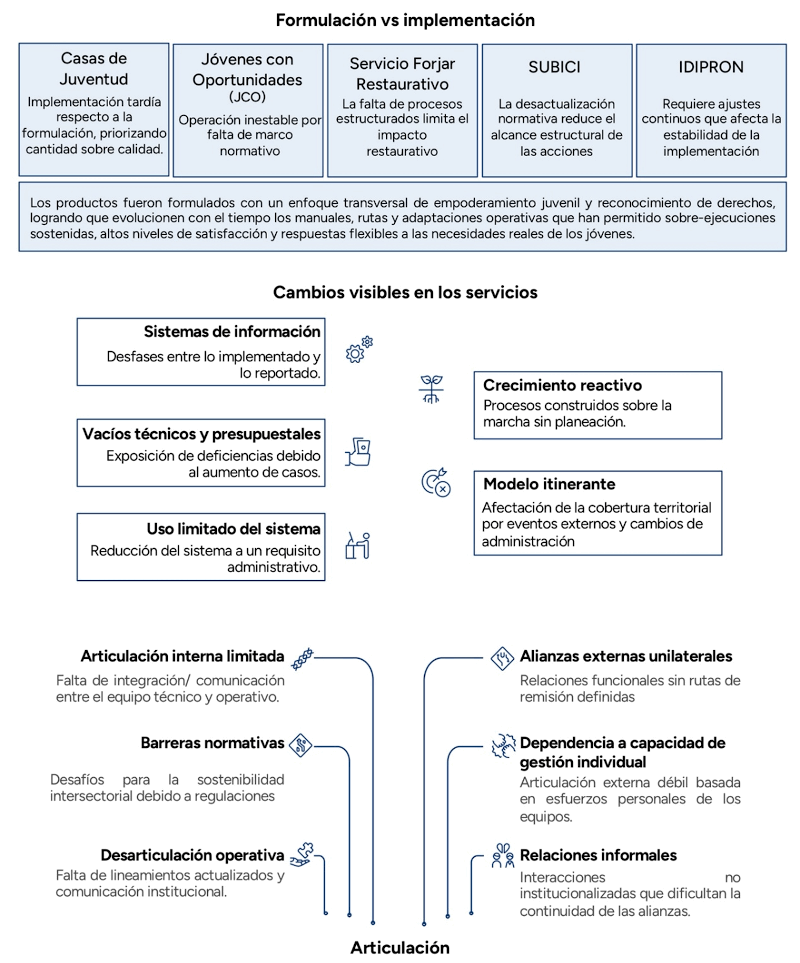 Formulación vs implementación
Casas de
Juventud
Implementación tardía
respecto a la
formulación, priorizando
cantidad sobre calidad.
Jóvenes con
Oportunidades
(JCO)
Operación inestable por
falta de marco
normativo
Servicio Forjar
Restaurativo
La falta de procesos
estructurados limita el
impacto
restaurativo
SUBICI
La desactualización
normativa reduce el
alcance estructural de
las acciones
IDIPRON
Requiere ajustes
continuos que afecta la
estabilidad de la
implementación
Los productos fueron formulados con un enfoque transversal de empoderamiento juvenil y reconocimiento de derechos,
logrando que evolucionen con el tiempo los manuales, rutas y adaptaciones operativas que han permitido sobre-ejecuciones
sostenidas, altos niveles de satisfacción y respuestas flexibles a las necesidades reales de los jóvenes.
Cambios visibles en los servicios
Sistemas de información
Desfases entre lo implementado y
lo reportado.
Vacíos técnicos y presupuestales
Exposición de deficiencias debido
al aumento de casos.
Uso limitado del sistema
Reducción del sistema a un requisito
administrativo.
Crecimiento reactivo
Procesos construidos sobre la
marcha sin planeación.
Modelo itinerante
Afectación de la cobertura territorial
por eventos externos y cambios de
administración
Articulación interna limitada
Falta de integración/ comunicación
entre el equipo técnico y operativo.
Barreras normativas
Desafíos para la sostenibilidad
intersectorial debido a regulaciones
Desarticulación operativa
Falta de lineamientos actualizados y
comunicación institucional.
Alianzas externas unilaterales
Relaciones funcionales sin rutas de
remisión definidas
Dependencia a capacidad de
gestión individual
Articulación externa débil basada
en esfuerzos personales de los
equipos.
Relaciones informales
Interacciones no
institucionalizadas que dificultan la
continuidad de las alianzas.
Articulación